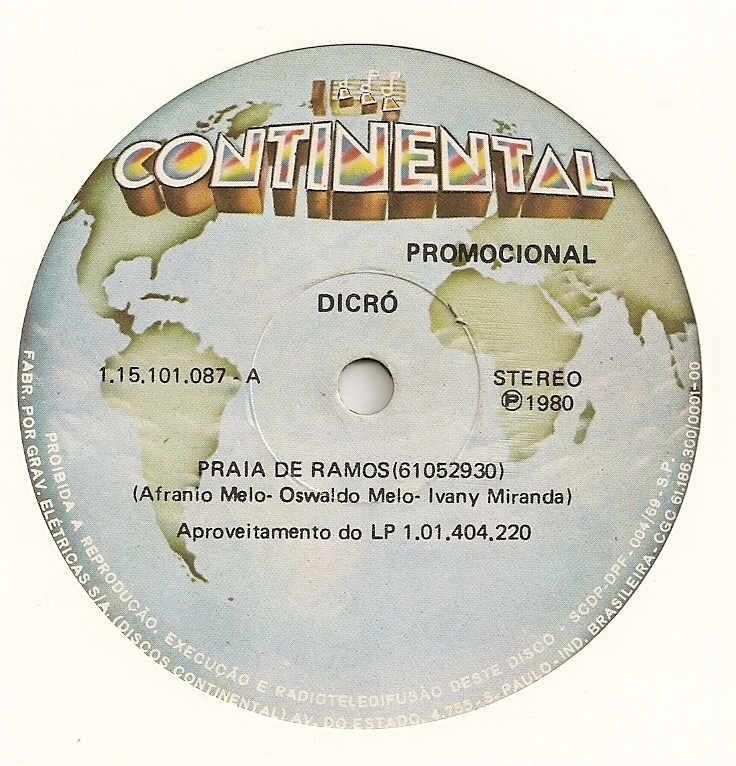 CONTINENTAL
PROMOCIONAL
DICRÓ
1.15.101.087 - A
STEREO
Ⓟ1980
PRAIA DE RAMOS(61052930)
(Afranio Melo- Oswaldo Melo- Ivany Miranda)
Aproveitamento do LP 1.01.404.220
PROIBIDA A REPRODUÇÃO, EXECUÇÃO E RADIOTELEDIFUSÃO DESTE DISCO - SCDP-DPF - 004/69 - S.P.
FABR. POR GRAV. ELÉTRICAS S/A. (DISCOS CONTINENTAL) AV. DO ESTADO, 4.755 - S. PAULO - IND. BRASILEIRA - CGC 61.186.300/0001-00